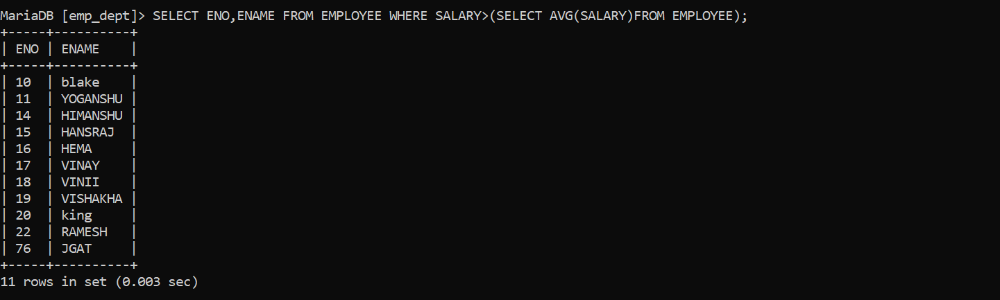 MariaDB [emp_dept]> SELECT ENO,ENAME FROM EMPLOYEE WHERE SALARY>(SELECT AVG(SALARY)FROM EMPLOYEE);
+-----+----------+
| ENO | ENAME    |
+-----+----------+
| 10  | blake    |
| 11  | YOGANSHU |
| 14  | HIMANSHU |
| 15  | HANSRAJ  |
| 16  | HEMA     |
| 17  | VINAY    |
| 18  | VINII    |
| 19  | VISHAKHA |
| 20  | king     |
| 22  | RAMESH   |
| 76  | JGAT     |
+-----+----------+
11 rows in set (0.003 sec)